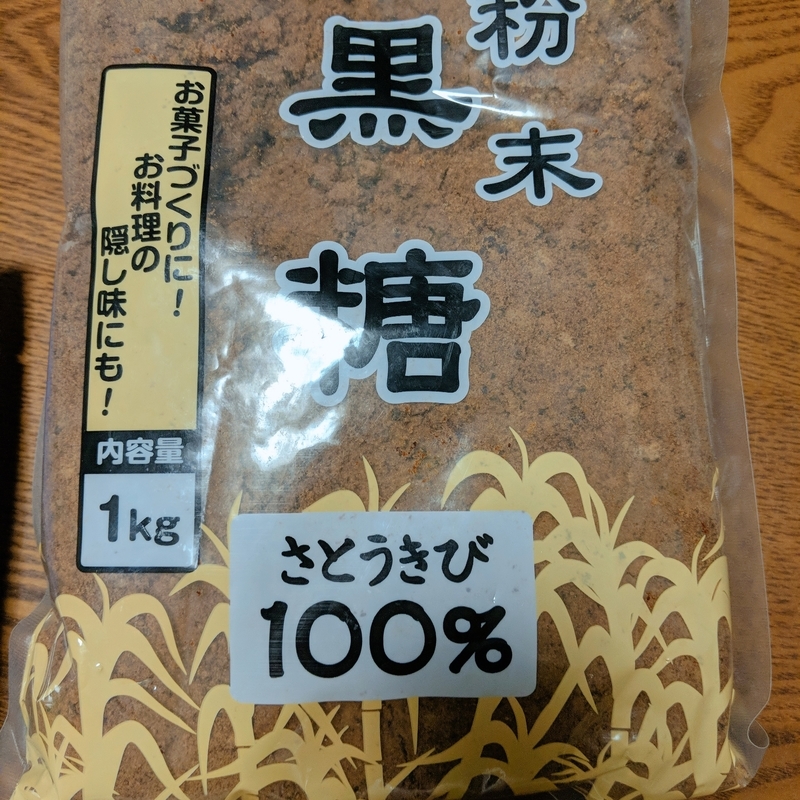 粉末
黒糖
お菓子づくりに！
お料理の
隠し味にも！
内容量
1kg
さとうきび
100%